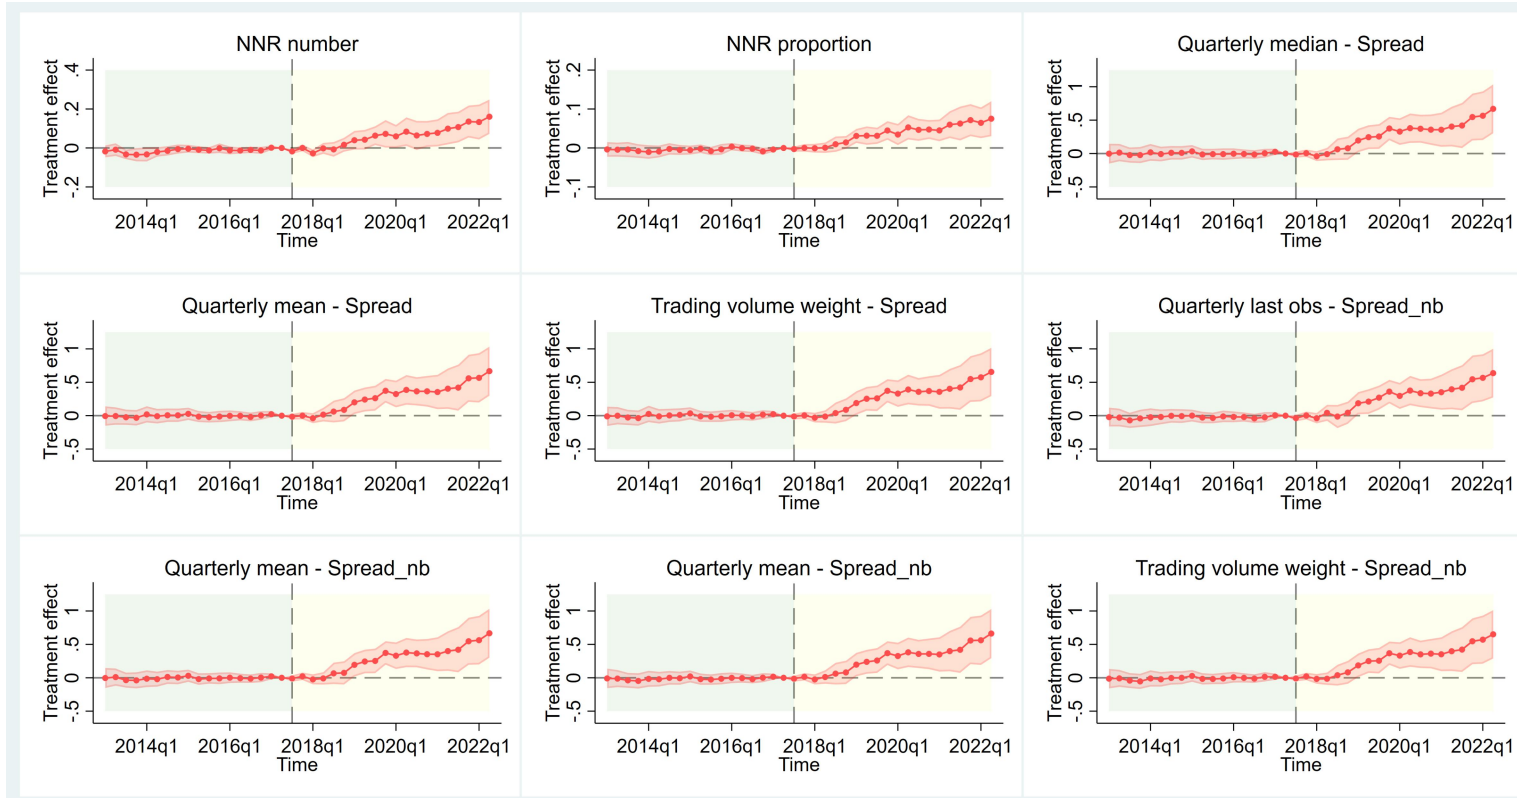 NNR number
Treatment effect
.4
.2
0
-.2
2014q1 2016q1 2018q1 2020q1 2022q1
Time
NNR proportion
Treatment effect
.2
.1
0
-.1
2014q1 2016q1 2018q1 2020q1 2022q1
Time
Quarterly median - Spread
Treatment effect
1
.5
0
-.5
2014q1 2016q1 2018q1 2020q1 2022q1
Time
Quarterly mean - Spread
Treatment effect
1
.5
0
-.5
2014q1 2016q1 2018q1 2020q1 2022q1
Time
Trading volume weight - Spread
Treatment effect
1
.5
0
-.5
2014q1 2016q1 2018q1 2020q1 2022q1
Time
Quarterly last obs - Spread_nb
Treatment effect
1
.5
0
-.5
2014q1 2016q1 2018q1 2020q1 2022q1
Time
Quarterly mean - Spread_nb
Treatment effect
1
.5
0
-.5
2014q1 2016q1 2018q1 2020q1 2022q1
Time
Quarterly mean - Spread_nb
Treatment effect
1
.5
0
-.5
2014q1 2016q1 2018q1 2020q1 2022q1
Time
Trading volume weight - Spread_nb
Treatment effect
1
.5
0
-.5
2014q1 2016q1 2018q1 2020q1 2022q1
Time